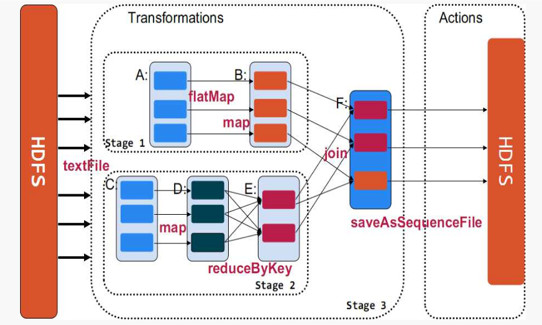 Transformations
Actions
HDFS
textFile
A:
B:
flatMap
map
Stage 1
C:
D:
E:
map
reduceByKey
Stage 2
F:
join
saveAsSequenceFile
Stage 3
HDFS